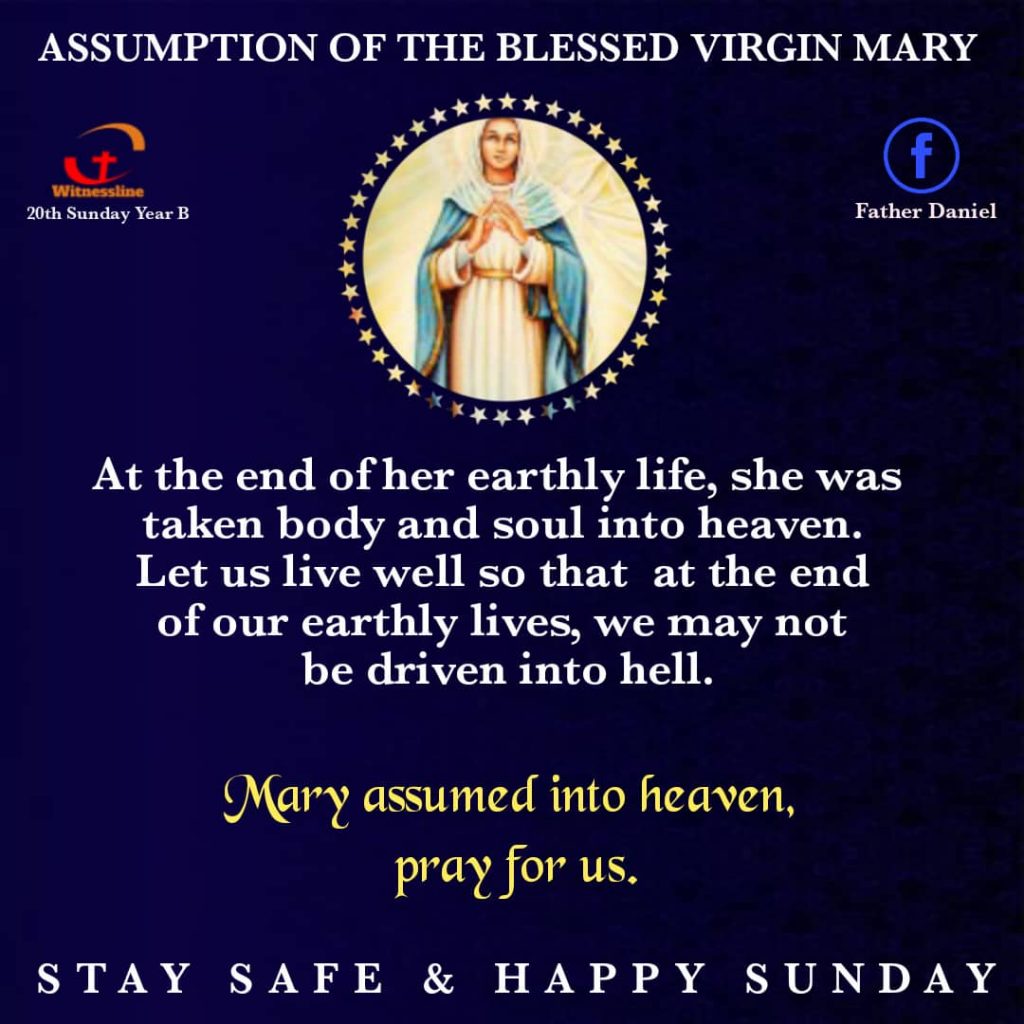 ASSUMPTION OF THE BLESSED VIRGIN MARY
Witnessline
20th Sunday Year B
f
Father Daniel
At the end of her earthly life, she was
taken body and soul into heaven.
Let us live well so that at the end
of our earthly lives, we may not
be driven into hell.
Mary assumed into heaven,
pray for us.
STAY SAFE & HAPPY SUNDAY